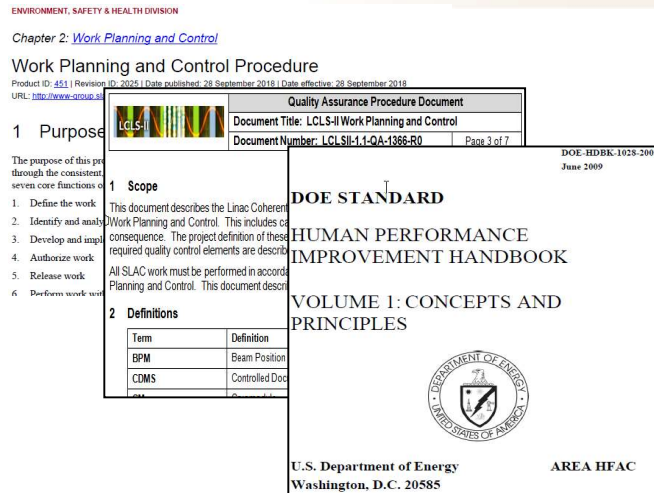 ENVIRONMENT, SAFETY & HEALTH DIVISION
Chapter 2: Work Planning and Control
Work Planning and Control Procedure
Product ID: 451 | Revision ID: 2025 | Date published: 28 September 2018 | Date effective: 28 September 2018
URL: http://www-group.sl
1 Purpose
The purpose of this pro
through the consistent,
seven core functions o
1. Define the work
2. Identify and analy
3. Develop and impl
4. Authorize work
5. Release work
6. Perform work wit
LCLS-II
Quality Assurance Procedure Document
Document Title: LCLS-II Work Planning and Control
Document Number: LCLSII-1.1-QA-1366-R0 Page 3 of 7
1 Scope
This document describes the Linac Coherent
Work Planning and Control. This includes ca
consequence. The project definition of these
required quality control elements are describ
All SLAC work must be performed in accorda
Planning and Control. This document descri
2 Definitions
Term Definition
BPM Beam Position
CDMS Controlled Doc
DOE-HDBK-1028-200
June 2009
DOE STANDARD
HUMAN PERFORMANCE
IMPROVEMENT HANDBOOK
VOLUME 1: CONCEPTS AND
PRINCIPLES
DEPARTMENT OF ENERGY
UNITED STATES OF AMERICA
U.S. Department of Energy AREA HFAC
Washington, D.C. 20585